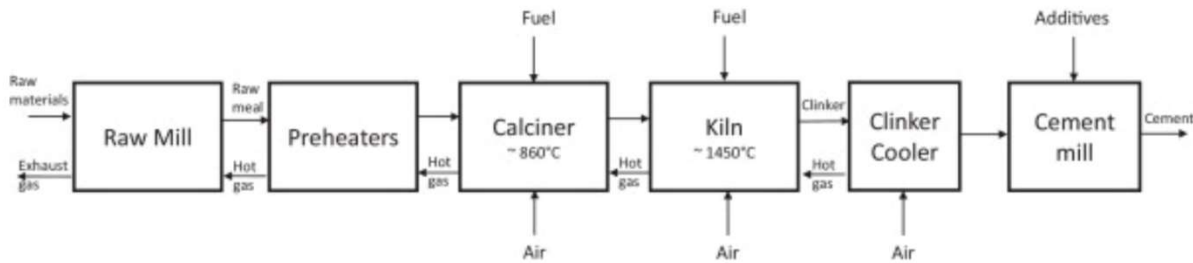 Fuel
Fuel
Additives
Raw
materials
Raw
meal
Clinker
Cement
Raw Mill
Preheaters
Calciner
~ 860°C
Kiln
~ 1450°C
Clinker
Cooler
Cement
mill
Exhaust
gas
Hot
gas
Hot
gas
Hot
gas
Hot
gas
Air
Air
Air